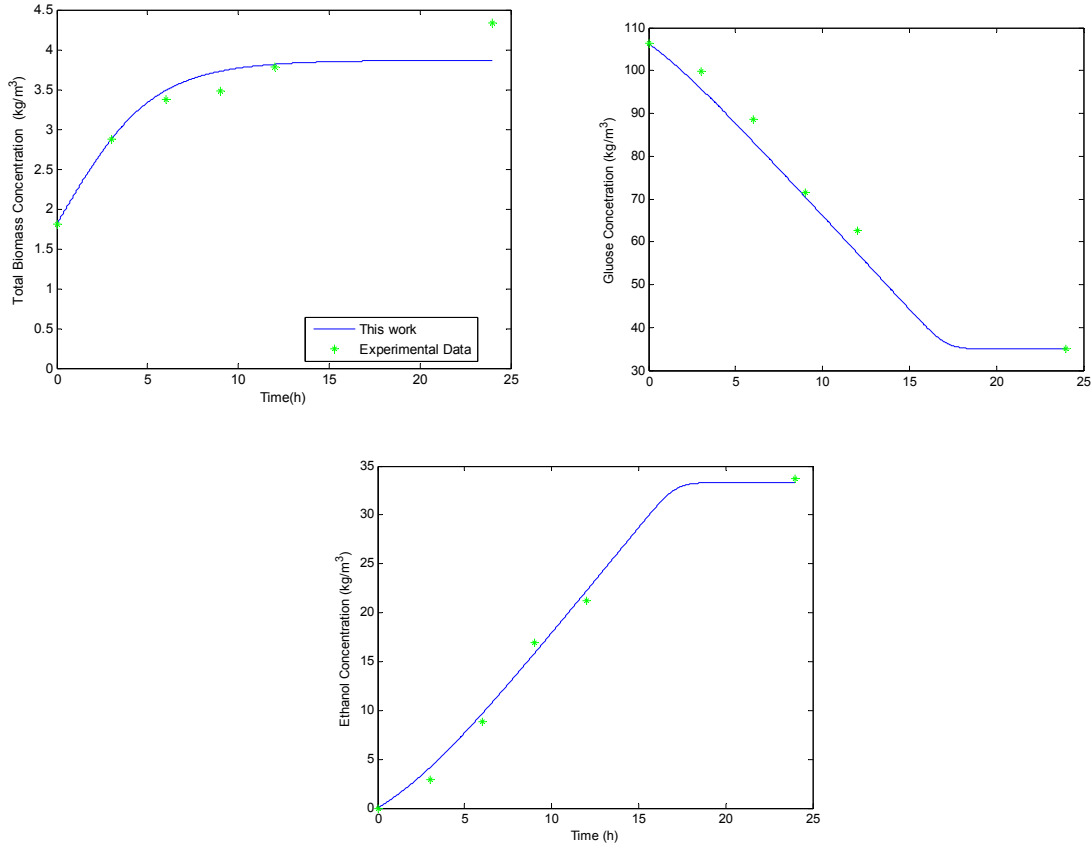 4.5
4
3.5
3
2.5
2
1.5
1
0.5
0
Total Biomass Concentration (kg/m3)
This work
Experimental Data
0 5 10 15 20 25
Time(h)
110
100
90
80
70
60
50
40
30
Gluose Concetration (kg/m3)
0 5 10 15 20 25
35
30
25
20
15
10
5
0
Ethanol Concentration (kg/m3)
0 5 10 15 20 25
Time (h)